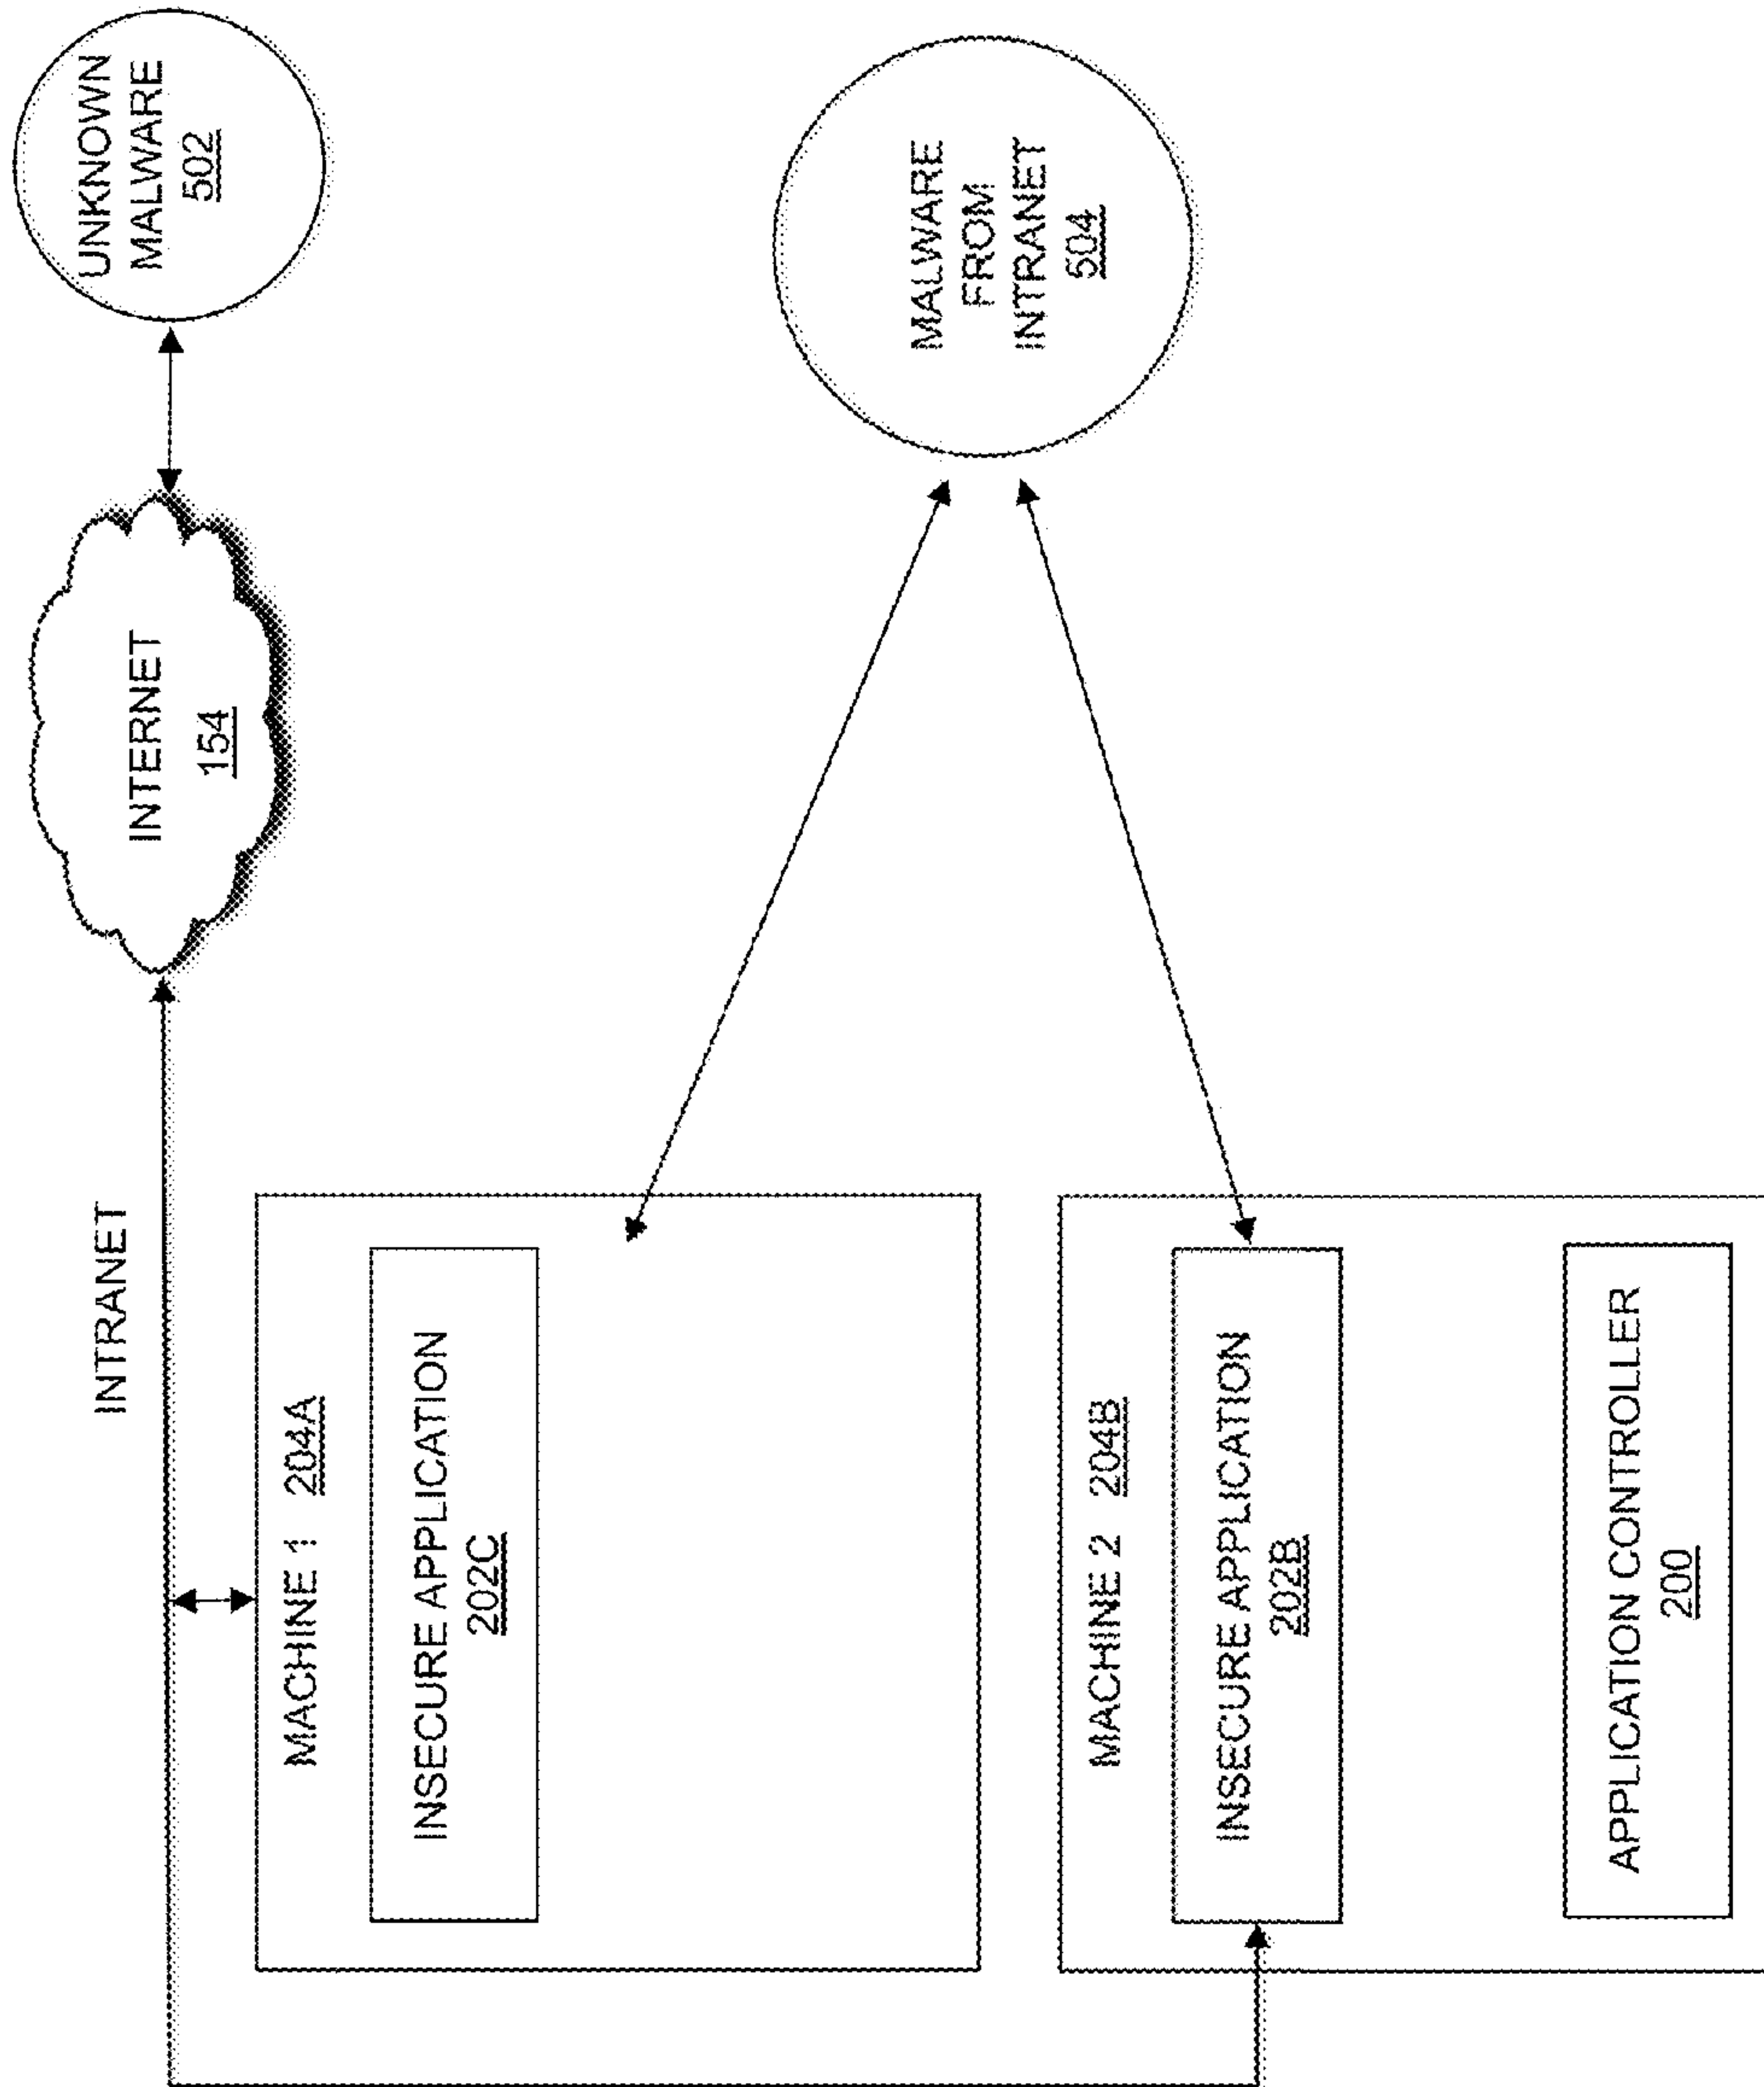 UNKNOWN
MALWARE
502
INTERNET
154
INTRANET
MALWARE
FROM
INTRANET
504
MACHINE 1 204A
INSECURE APPLICATION
202C
MACHINE 2 204B
INSECURE APPLICATION
202B
APPLICATION CONTROLLER
200